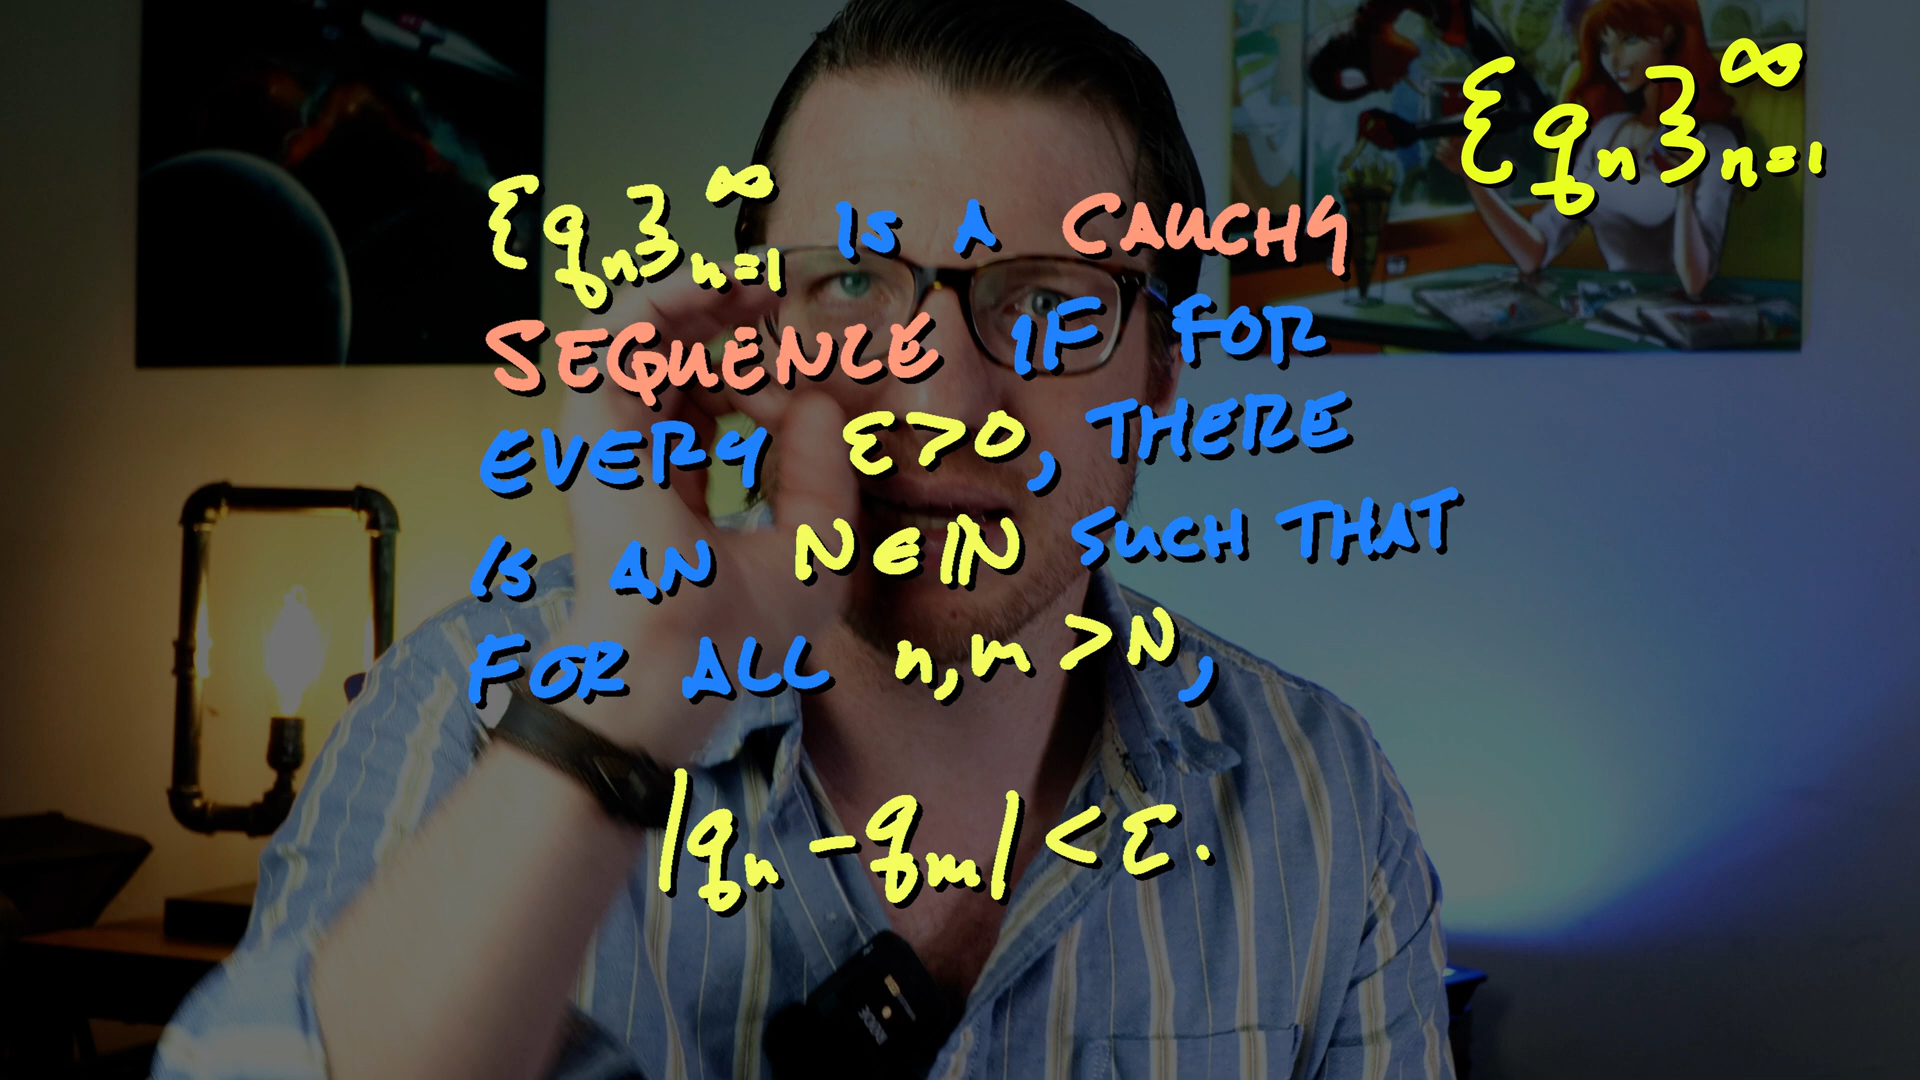 {qₙ}ₙ₌₁^∞
{qₙ}ₙ₌₁^∞ IS A CAUCHY
SEQUENCE IF FOR
EVERY ε>0, THERE
IS AN N∈ℕ SUCH THAT
FOR ALL n,m >N,
|qₙ-qₘ|<ε.
RODE